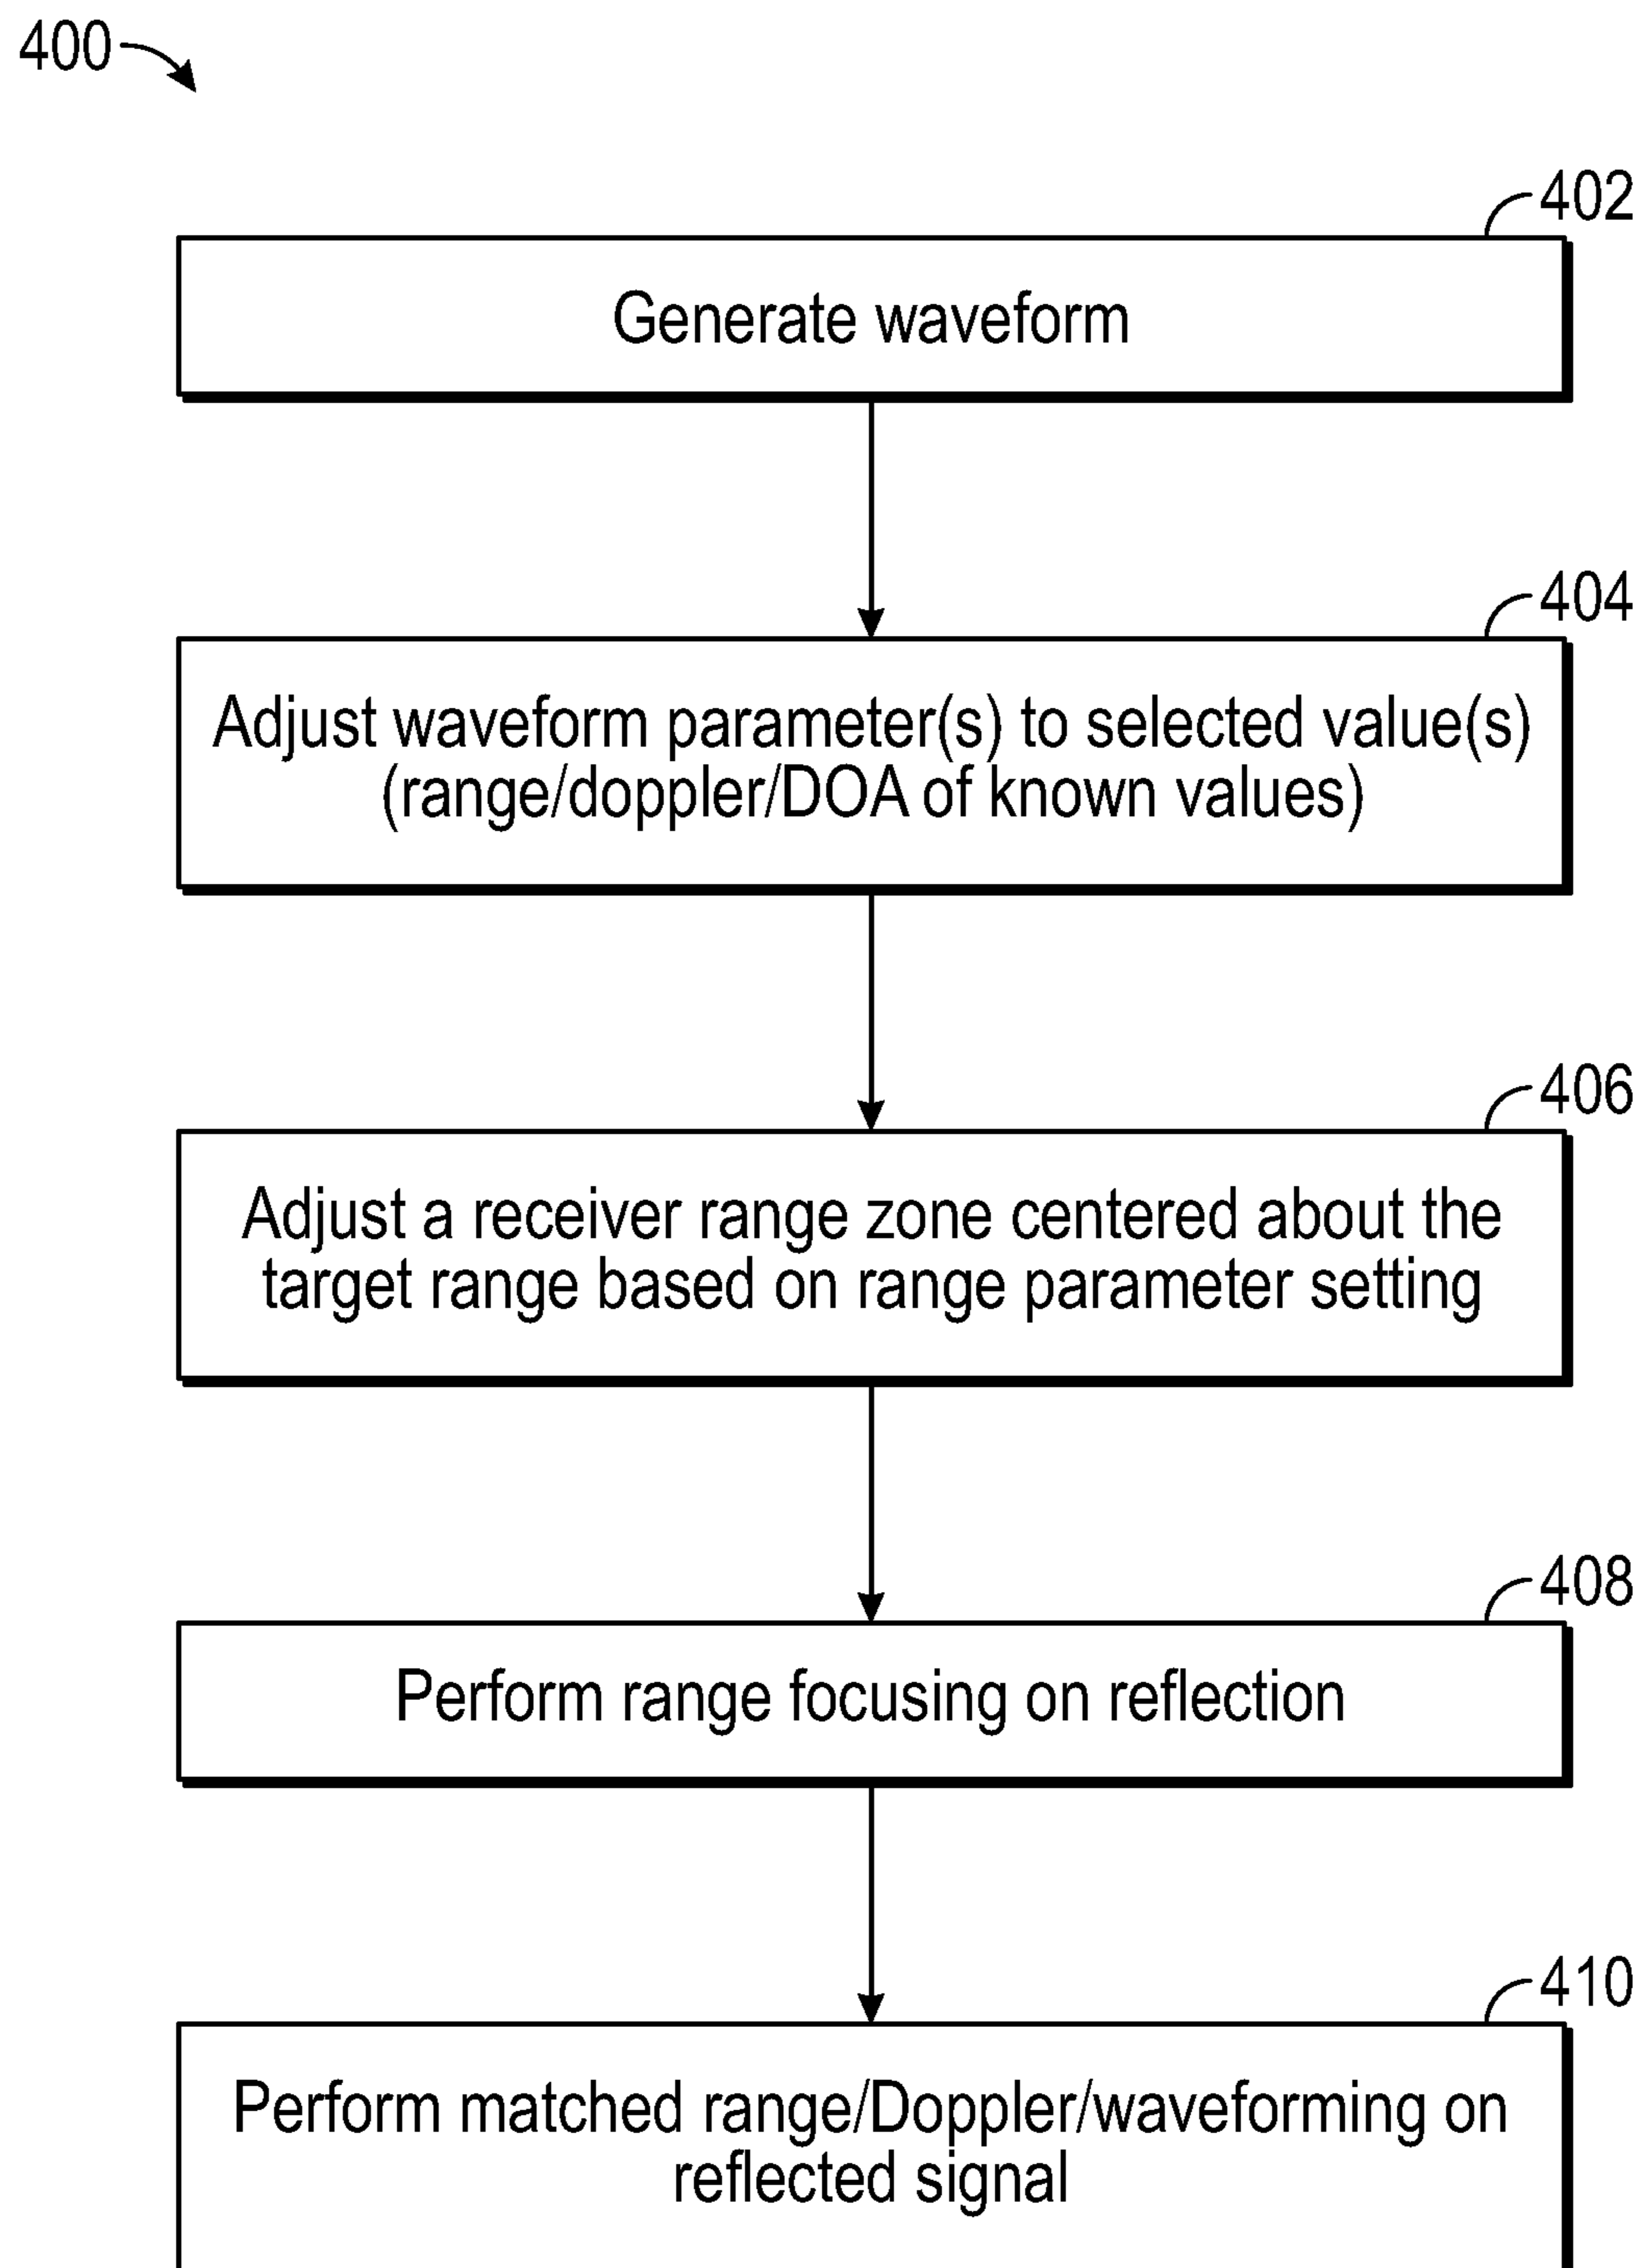 400
402
Generate waveform
404
Adjust waveform parameter(s) to selected value(s)
(range/doppler/DOA of known values)
406
Adjust a receiver range zone centered about the
target range based on range parameter setting
408
Perform range focusing on reflection
410
Perform matched range/Doppler/waveforming on
reflected signal